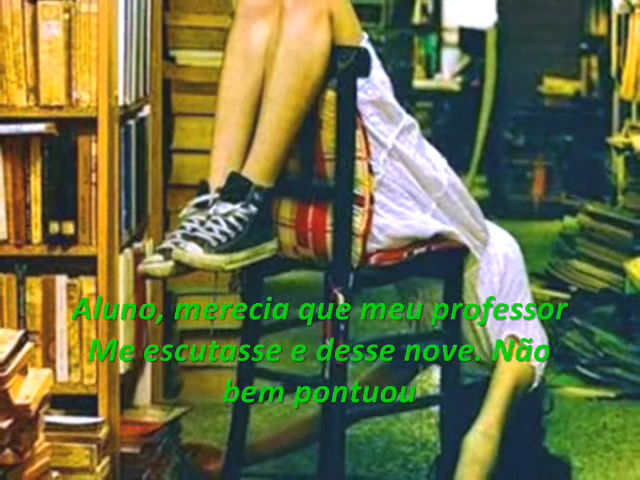 Aluno, merecia que meu professor
Me escutasse e desse nove. Não
bem pontuou